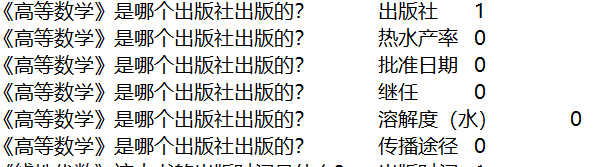 《高等数学》是哪个出版社出版的? 出版社 1
《高等数学》是哪个出版社出版的? 热水产率 0
《高等数学》是哪个出版社出版的? 批准日期 0
《高等数学》是哪个出版社出版的? 继任 0
《高等数学》是哪个出版社出版的? 溶解度（水） 0
《高等数学》是哪个出版社出版的? 传播途径 0